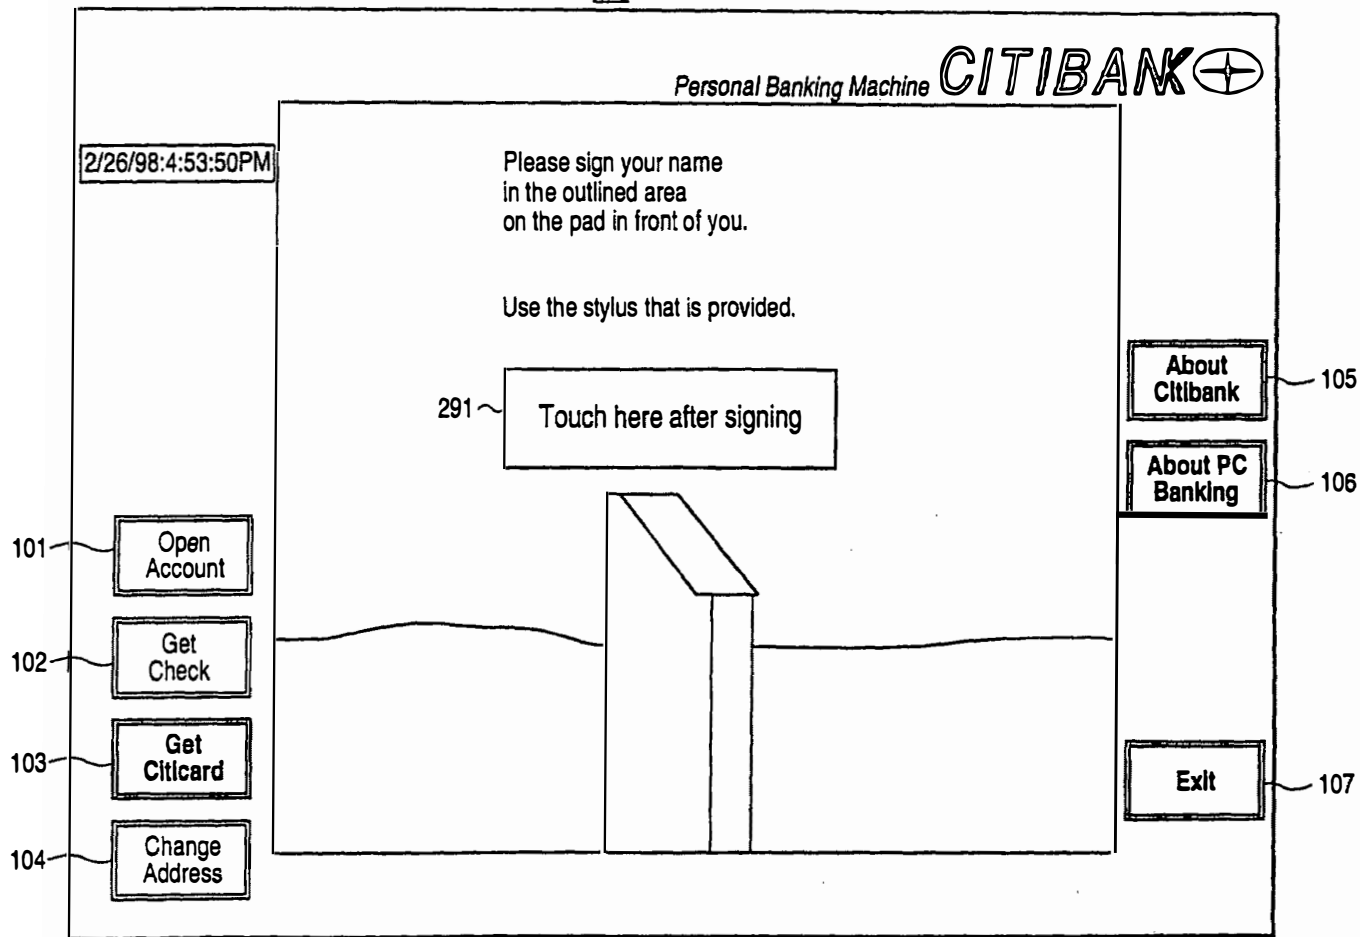 Personal Banking Machine CITIBANK
2/26/98:4:53:50PM
Please sign your name
in the outlined area
on the pad in front of you.
Use the stylus that is provided.
291
Touch here after signing
About
Citibank
105
About PC
Banking
106
101
Open
Account
102
Get
Check
103
Get
Citicard
104
Change
Address
Exit
107